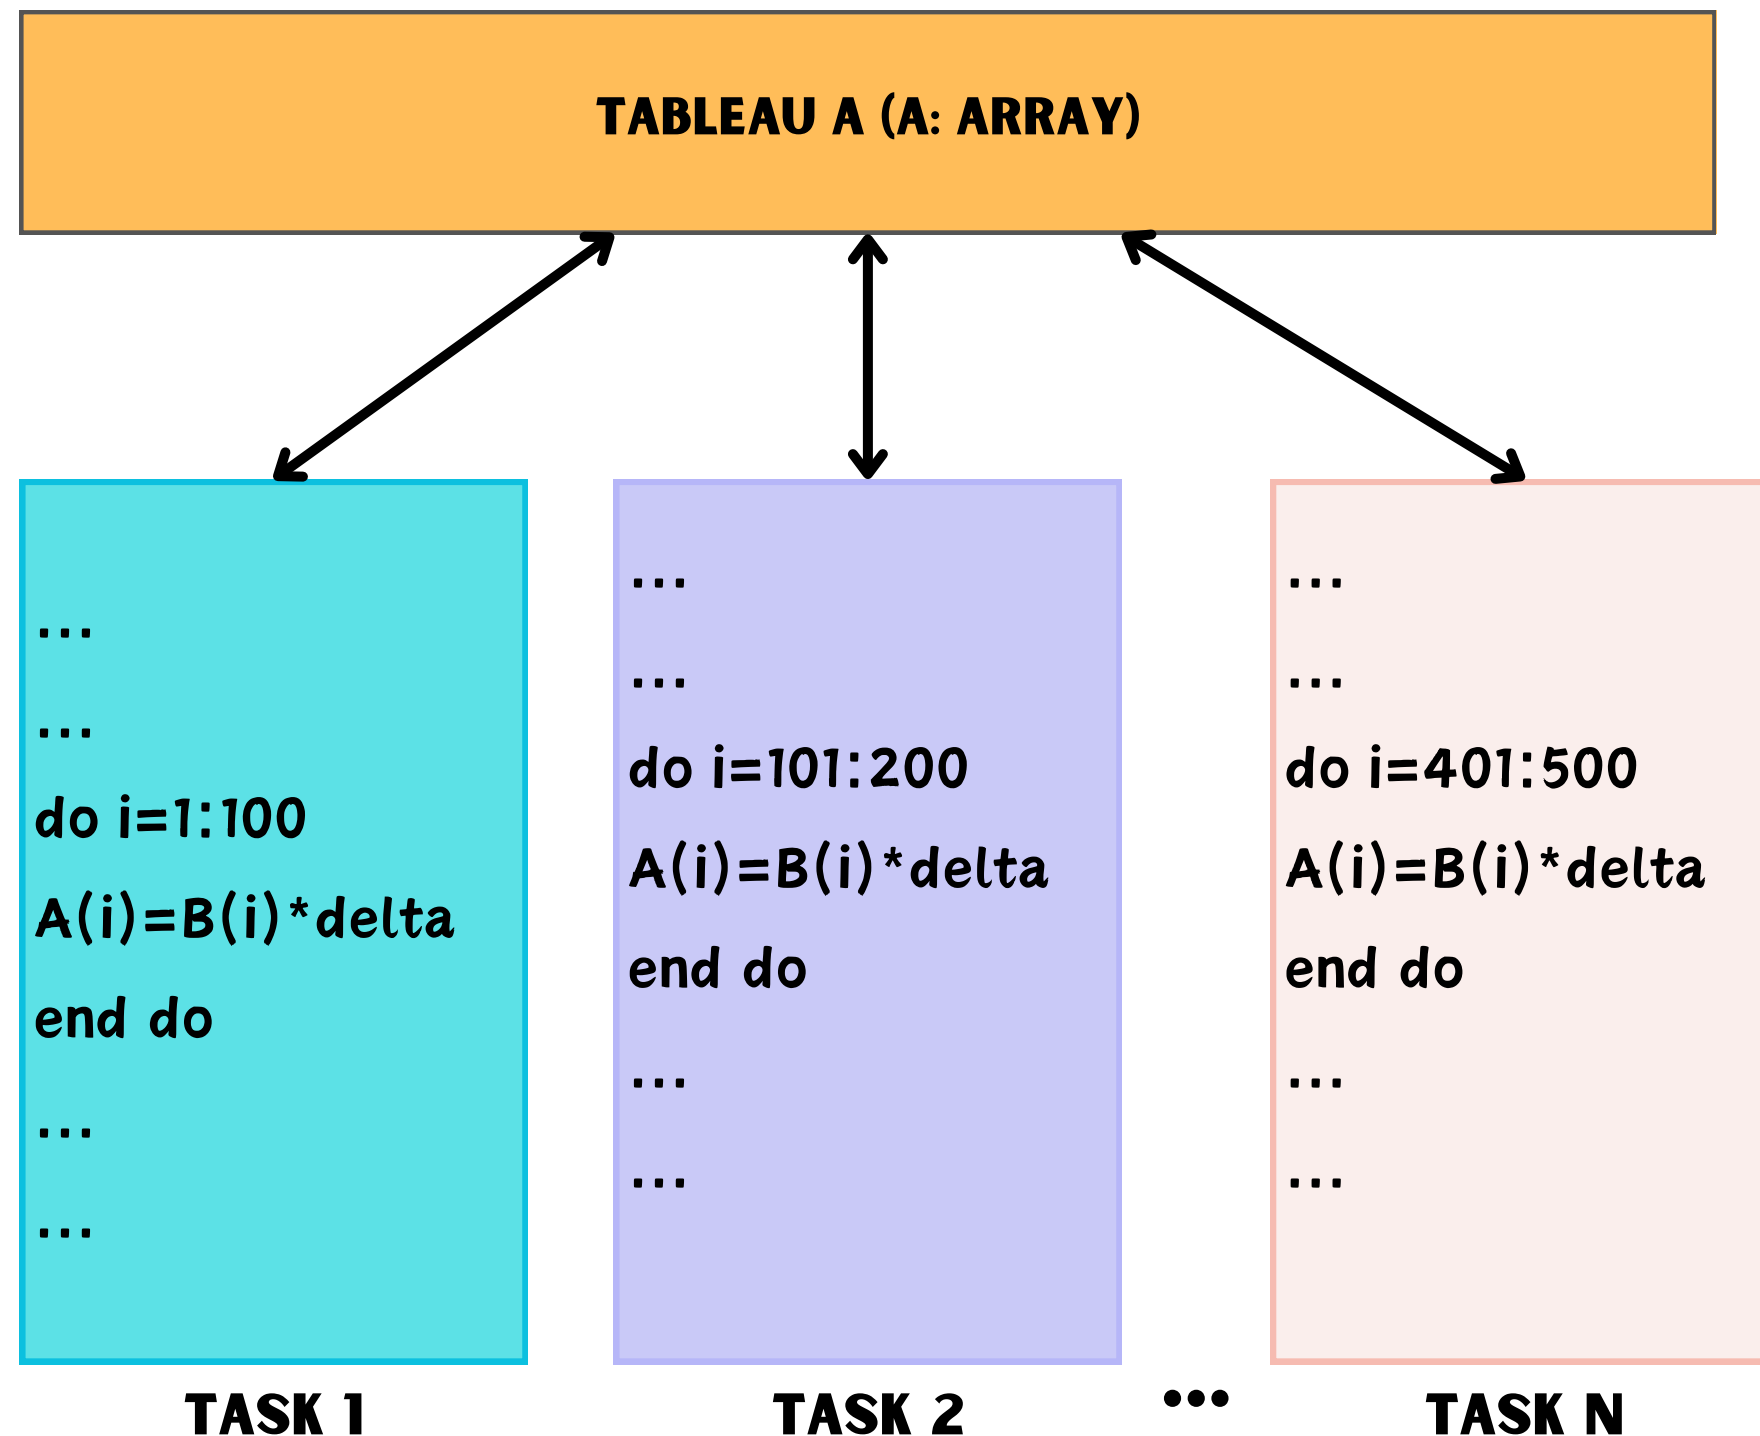 TABLEAU A (A: ARRAY)
...
...
do i=1:100
A(i)=B(i)*delta
end do
...
...
TASK 1
...
...
do i=101:200
A(i)=B(i)*delta
end do
...
...
TASK 2
...
...
...
do i=401:500
A(i)=B(i)*delta
end do
...
...
TASK N